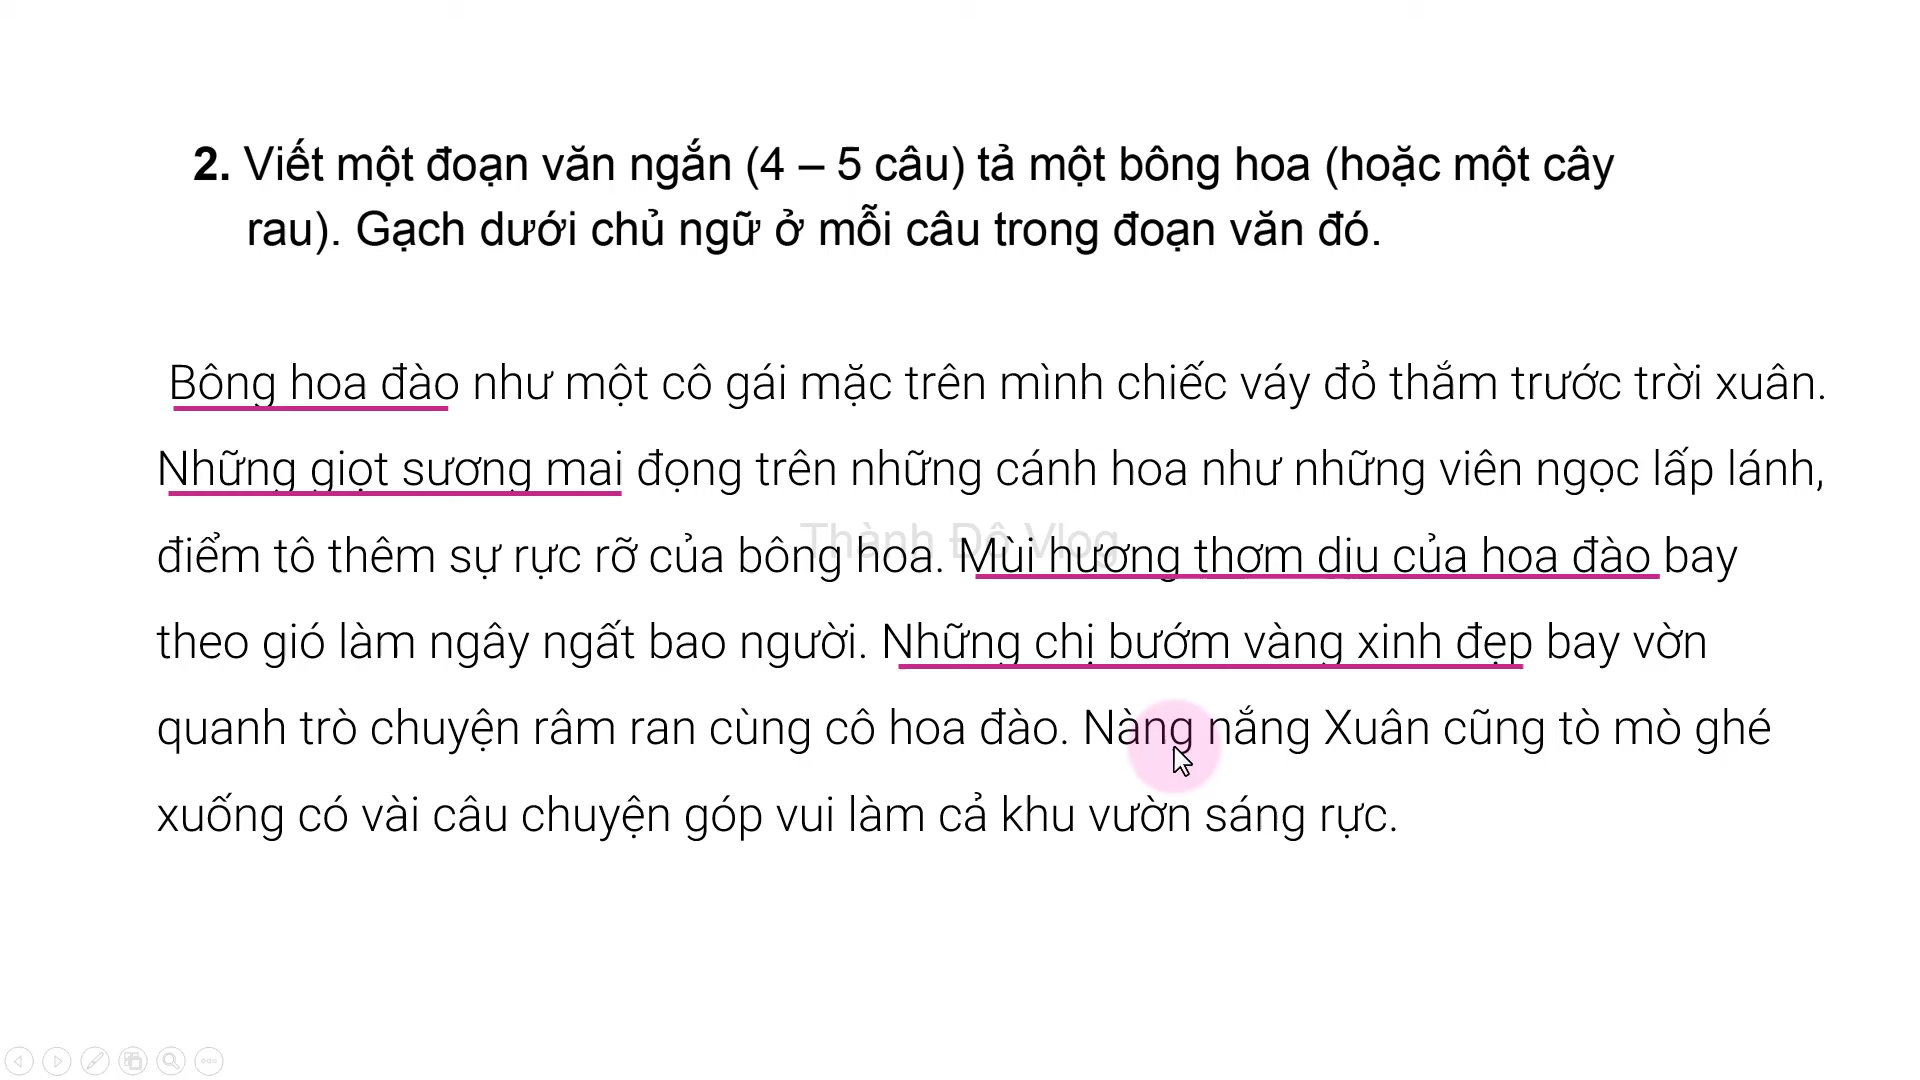 2. Viết một đoạn văn ngắn (4 – 5 câu) tả một bông hoa (hoặc một cây
rau). Gạch dưới chủ ngữ ở mỗi câu trong đoạn văn đó.
Bông hoa đào như một cô gái mặc trên mình chiếc váy đỏ thắm trước trời xuân.
Những giọt sương mai đọng trên những cánh hoa như những viên ngọc lấp lánh,
Thành Đô Vlog
điểm tô thêm sự rực rỡ của bông hoa. Mùi hương thơm dịu của hoa đào bay
theo gió làm ngây ngất bao người. Những chị bướm vàng xinh đẹp bay vờn
quanh trò chuyện râm ran cùng cô hoa đào. Nàng nắng Xuân cũng tò mò ghé
xuống có vài câu chuyện góp vui làm cả khu vườn sáng rực.